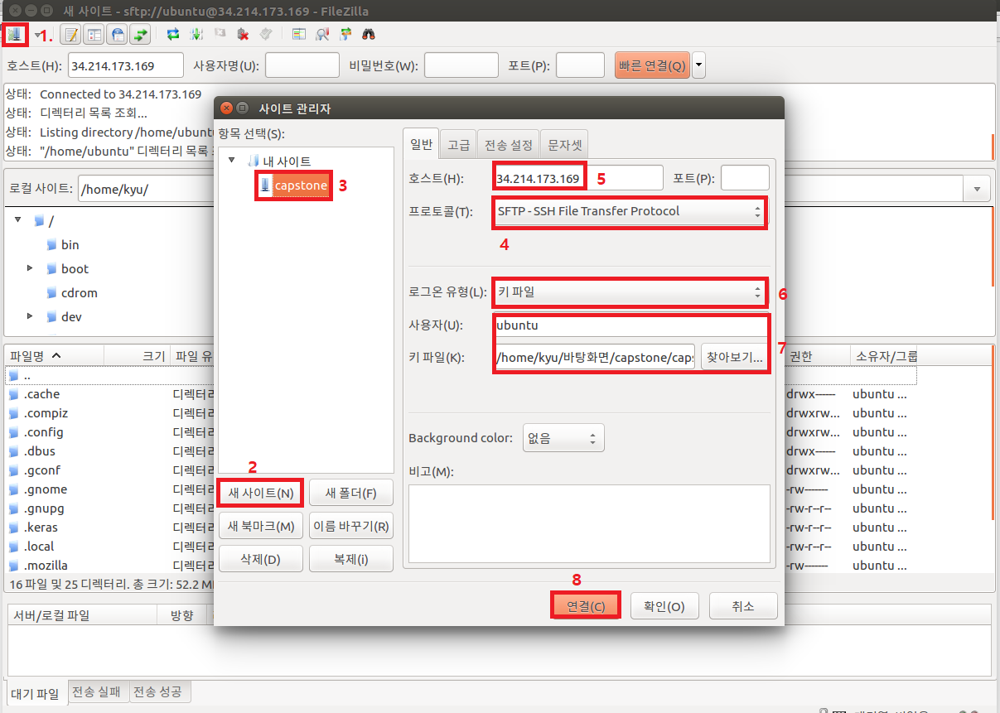 새 사이트 - sftp://ubuntu@34.214.173.169 - FileZilla
1.
호스트(H): 34.214.173.169 사용자명(U): 비밀번호(W): 포트(P): 빠른 연결(Q)
상태: Connected to 34.214.173.169
상태: 디렉터리 목록 조회...
상태: Listing directory /home/ubuntu
상태: "/home/ubuntu" 디렉터리 목록
로컬 사이트: /home/kyu/
/
bin
boot
cdrom
dev
파일명 크기 파일 유
..
.cache 디렉터리
.compiz 디렉터리
.config 디렉터리
.dbus 디렉터리
.gconf 디렉터리
.gnome 디렉터리
.gnupg 디렉터리
.keras 디렉터리
.local 디렉터리
.mozilla 디렉터리
16 파일 및 25 디렉터리. 총 크기: 52.2 M
사이트 관리자
항목 선택(S):
내 사이트
capstone 3
2
새 사이트(N) 새 폴더(F)
새 북마크(M) 이름 바꾸기(R)
삭제(D) 복제(i)
일반 고급 전송 설정 문자셋
호스트(H): 34.214.173.169 5 포트(P):
프로토콜(T): SFTP - SSH File Transfer Protocol
4
로그온 유형(L): 키 파일 6
사용자(U): ubuntu
7
키 파일(K): /home/kyu/바탕화면/capstone/cap 찾아보기...
Background color: 없음
비고(M):
8
연결(C) 확인(O) 취소
권한 소유자/그룹
drwx------ ubuntu ...
drwxrw... ubuntu ...
drwxrw... ubuntu ...
drwx------ ubuntu ...
drwxrw... ubuntu ...
-rw------- ubuntu ...
-rw-r--r-- ubuntu ...
-rw-r--r-- ubuntu ...
-rw-r--r-- ubuntu ...
-rw------- ubuntu ...
서버/로컬 파일 방향
대기 파일 전송 실패 전송 성공